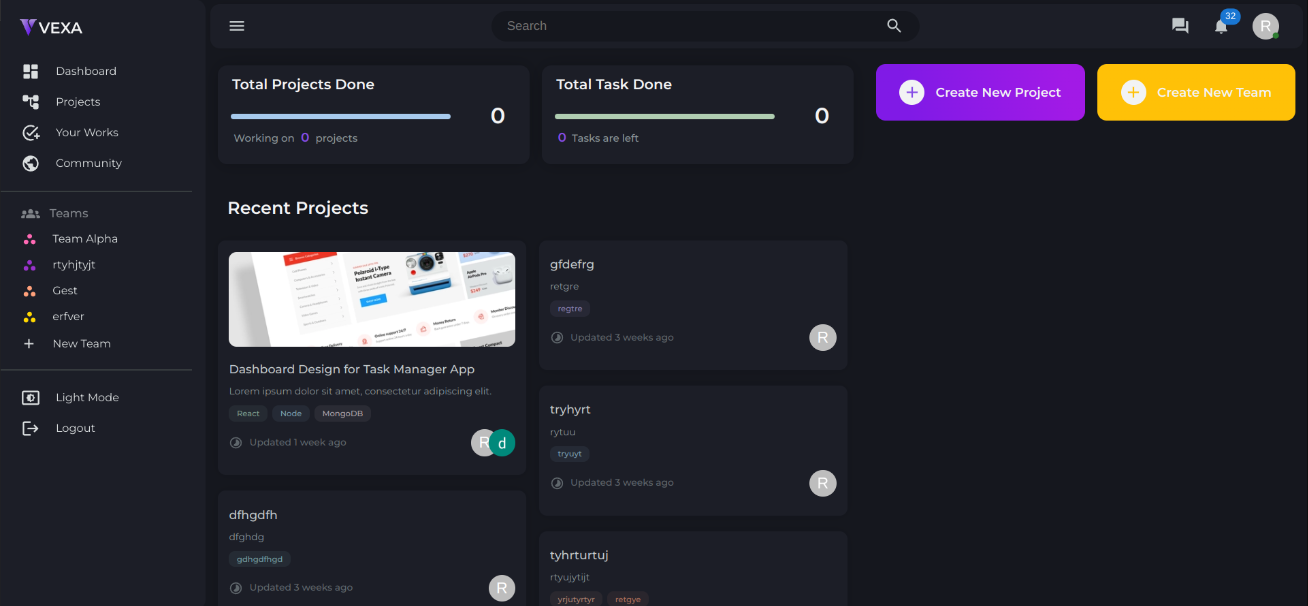 VEXA
Search
32
R
Dashboard
Projects
Your Works
Community
Teams
Team Alpha
rtyhjtyjt
Gest
erfver
New Team
Light Mode
Logout
Total Projects Done
0
Working on 0 projects
Total Task Done
0
0 Tasks are left
Create New Project
Create New Team
Recent Projects
Polaroid I-Type
Instant Camera
Dashboard Design for Task Manager App
Lorem ipsum dolor sit amet, consectetur adipiscing elit.
React Node MongoDB
Updated 1 week ago
R d
dfhgdfh
dfghdg
gdhgdfhgd
Updated 3 weeks ago
R
gfdefrg
retgre
regtre
Updated 3 weeks ago
R
tryhyrt
rytuu
tryuyt
Updated 3 weeks ago
R
tyhrturtuj
rtyujytijt
yrjutyrtyr retgye